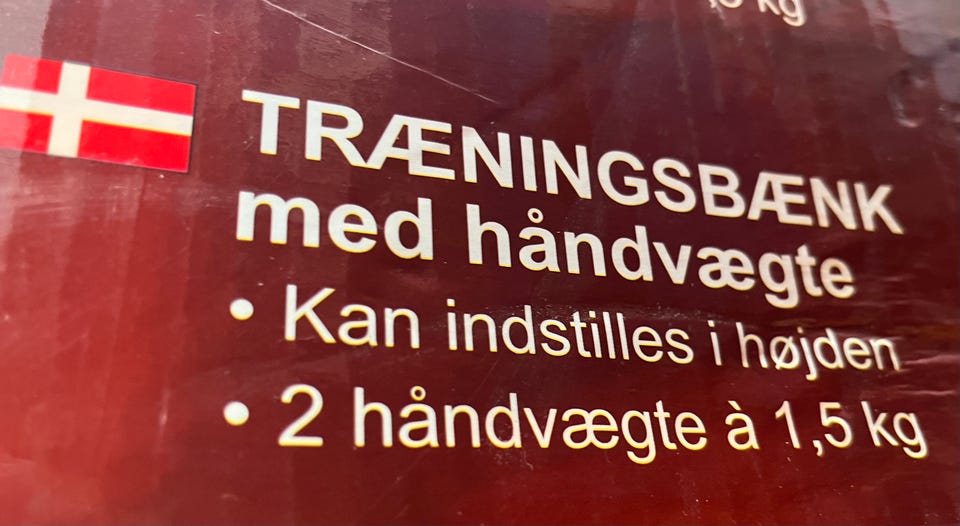 TRÆNINGSBÆNK
med håndvægte
• Kan indstilles i højden
• 2 håndvægte à 1,5 kg